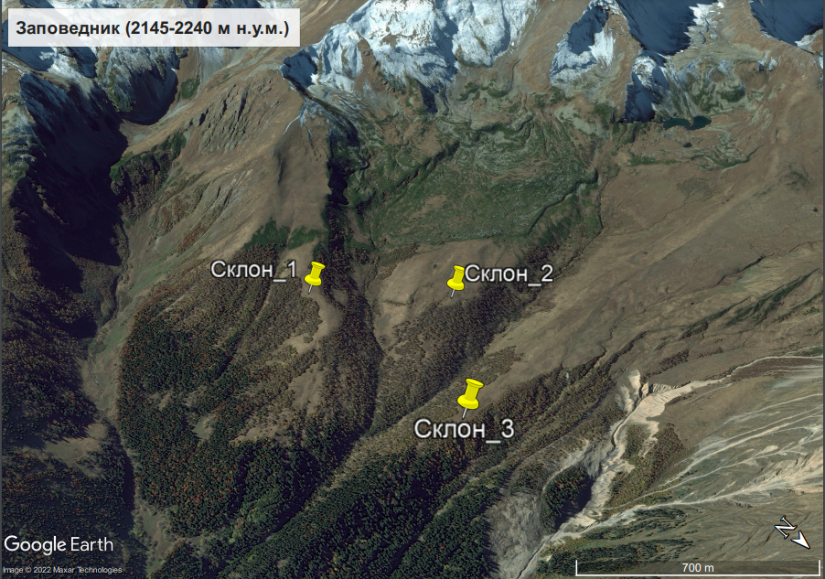 Заповедник (2145-2240 м н.у.м.)
Склон_1
Склон_2
Склон_3
N
Google Earth
Image © 2022 Maxar Technologies
700 m